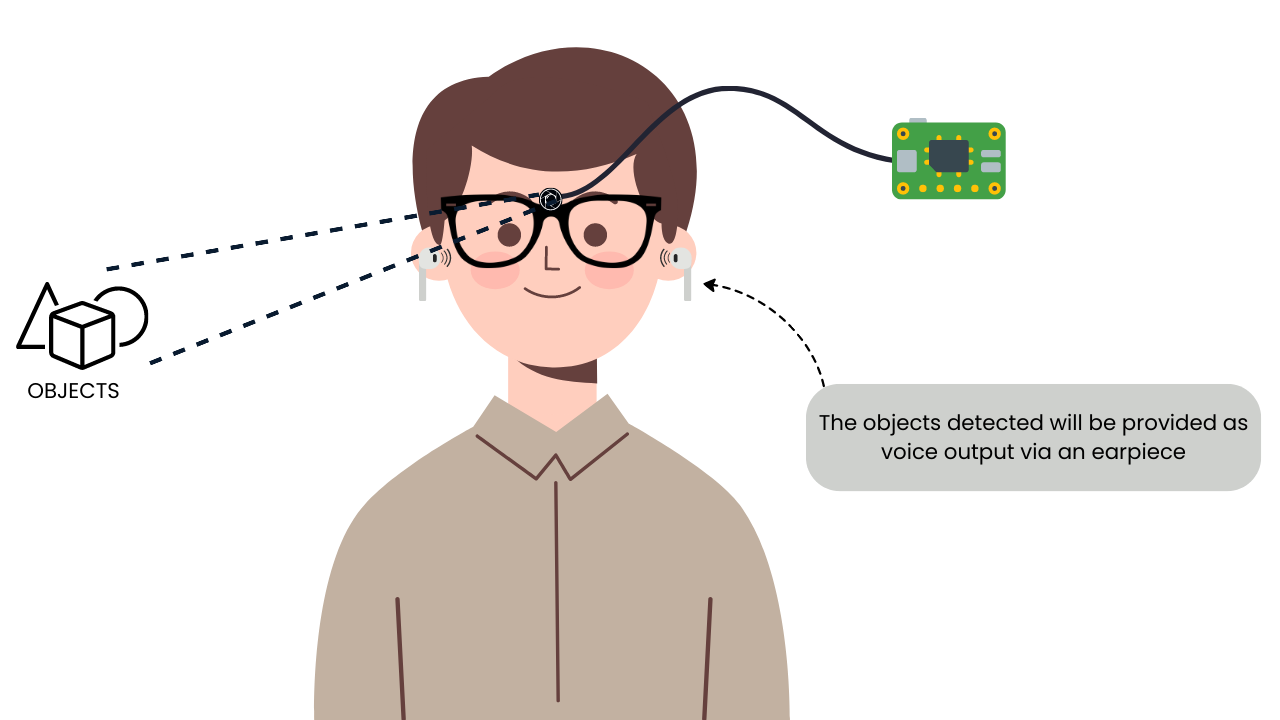 OBJECTS
The objects detected will be provided as
voice output via an earpiece